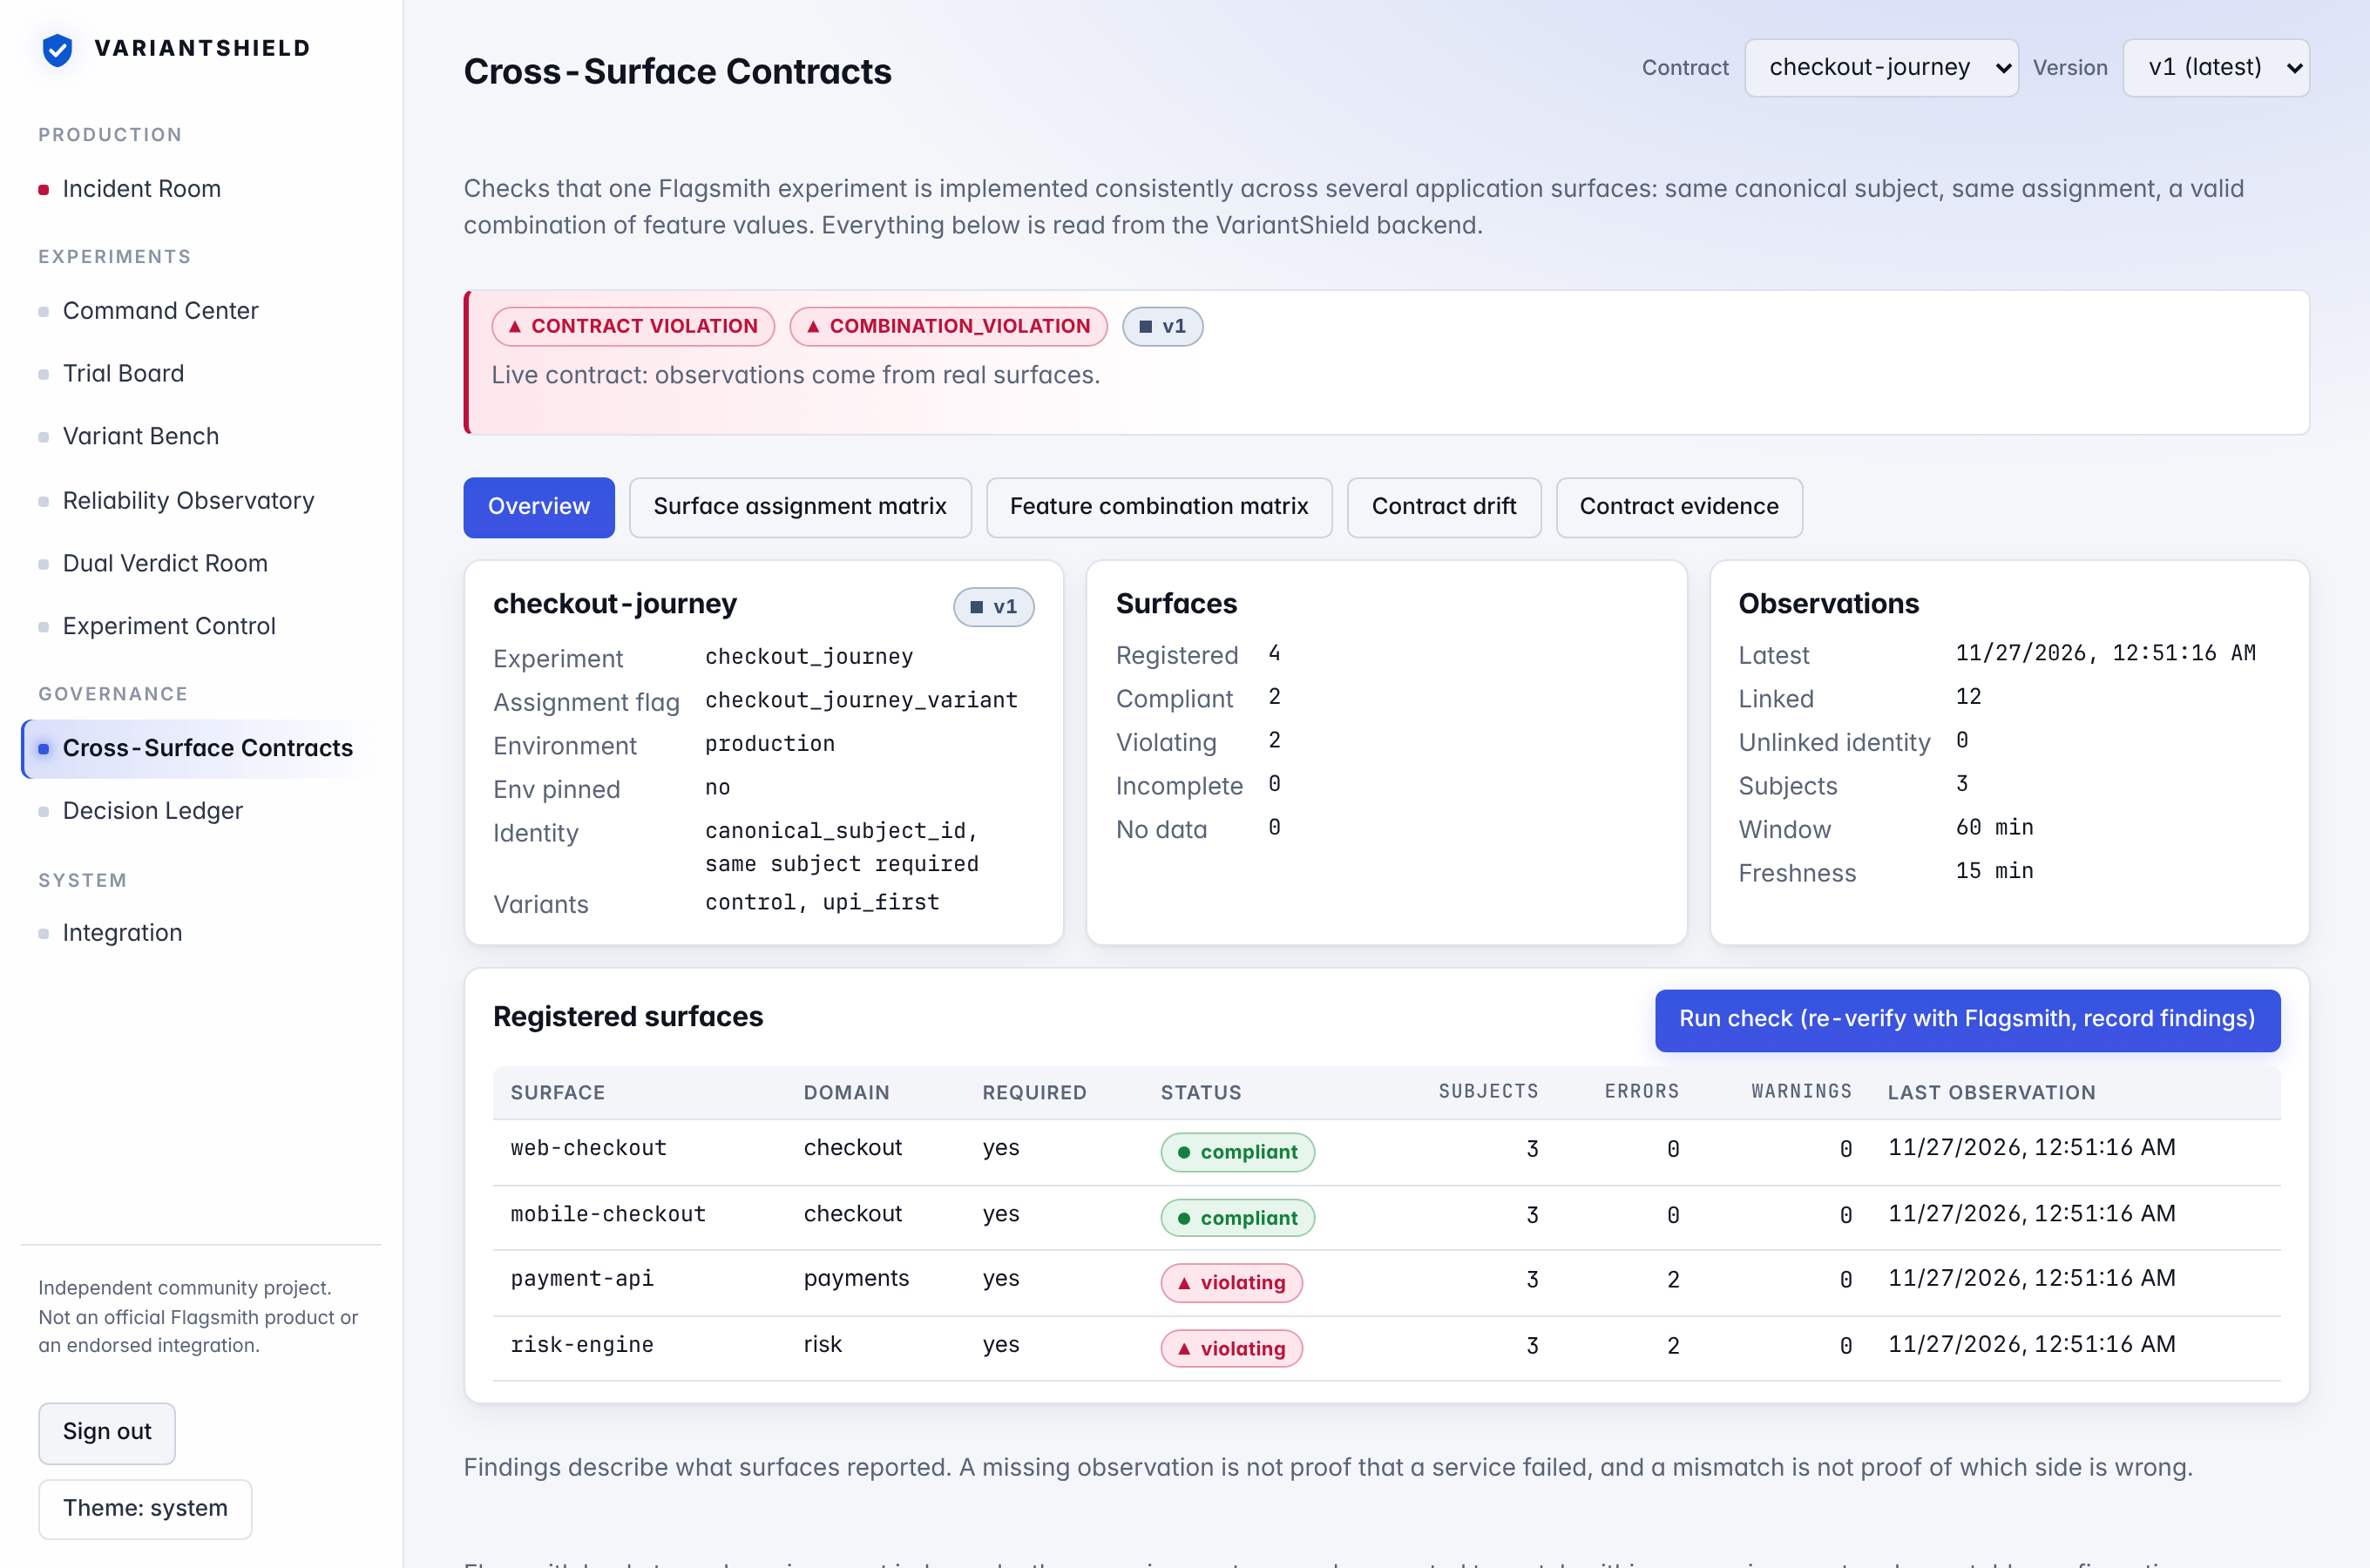 VARIANTSHIELD
PRODUCTION
Incident Room
EXPERIMENTS
Command Center
Trial Board
Variant Bench
Reliability Observatory
Dual Verdict Room
Experiment Control
GOVERNANCE
Cross-Surface Contracts
Decision Ledger
SYSTEM
Integration
Independent community project.
Not an official Flagsmith product or
an endorsed integration.
Sign out
Theme: system
Cross-Surface Contracts
Contract checkout-journey Version v1 (latest)
Checks that one Flagsmith experiment is implemented consistently across several application surfaces: same canonical subject, same assignment, a valid
combination of feature values. Everything below is read from the VariantShield backend.
CONTRACT VIOLATION COMBINATION_VIOLATION v1
Live contract: observations come from real surfaces.
Overview Surface assignment matrix Feature combination matrix Contract drift Contract evidence
checkout-journey v1
Experiment checkout_journey
Assignment flag checkout_journey_variant
Environment production
Env pinned no
Identity canonical_subject_id,
same subject required
Variants control, upi_first
Surfaces
Registered 4
Compliant 2
Violating 2
Incomplete 0
No data 0
Observations
Latest 11/27/2026, 12:51:16 AM
Linked 12
Unlinked identity 0
Subjects 3
Window 60 min
Freshness 15 min
Registered surfaces Run check (re-verify with Flagsmith, record findings)
SURFACE DOMAIN REQUIRED STATUS SUBJECTS ERRORS WARNINGS LAST OBSERVATION
web-checkout checkout yes compliant 3 0 0 11/27/2026, 12:51:16 AM
mobile-checkout checkout yes compliant 3 0 0 11/27/2026, 12:51:16 AM
payment-api payments yes violating 3 2 0 11/27/2026, 12:51:16 AM
risk-engine risk yes violating 3 2 0 11/27/2026, 12:51:16 AM
Findings describe what surfaces reported. A missing observation is not proof that a service failed, and a mismatch is not proof of which side is wrong.